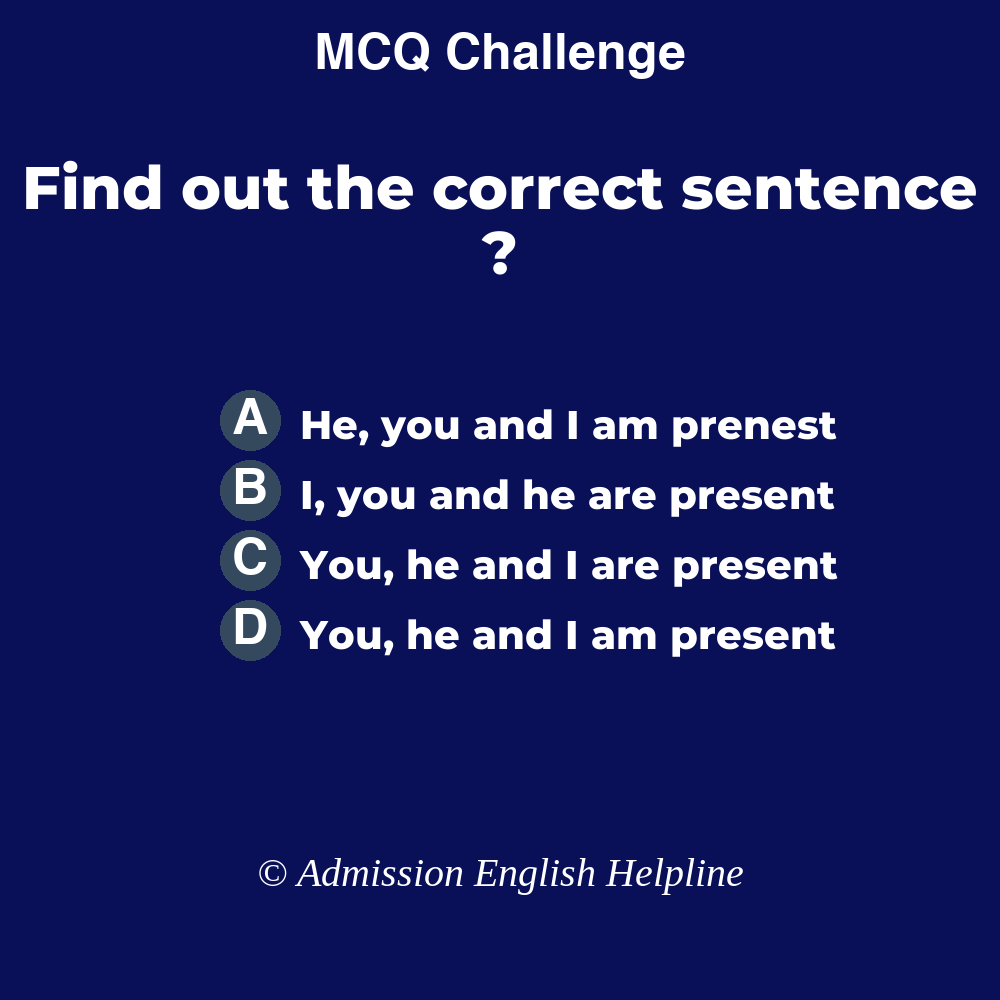 MCQ Challenge
Find out the correct sentence
?
A He, you and I am prenest
B I, you and he are present
C You, he and I are present
D You, he and I am present
© Admission English Helpline